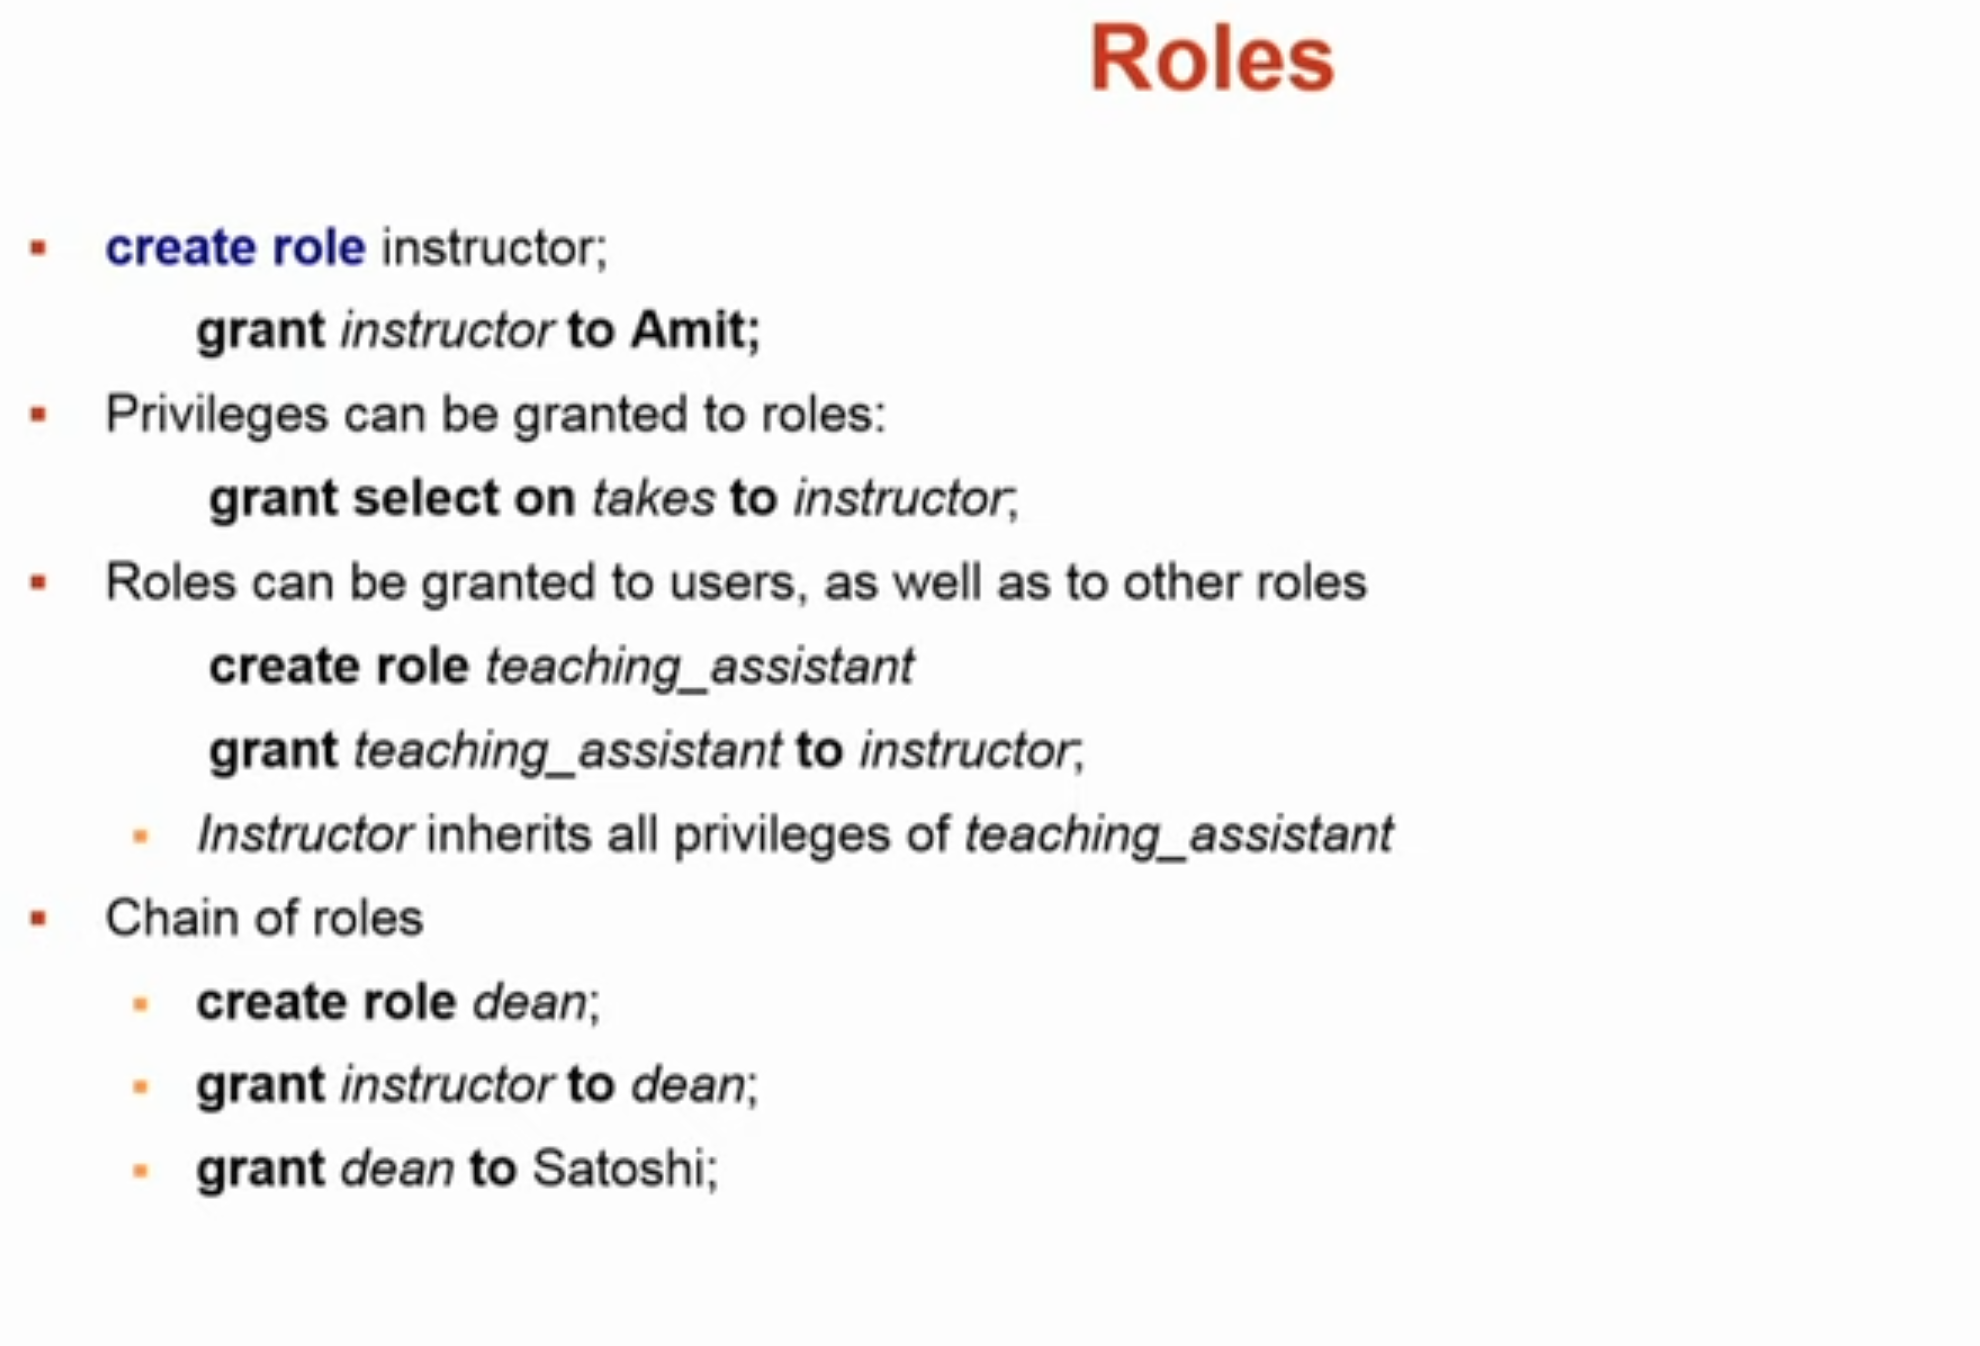 Roles
create role instructor;
grant instructor to Amit;
Privileges can be granted to roles:
grant select on takes to instructor;
Roles can be granted to users, as well as to other roles
create role teaching_assistant
grant teaching_assistant to instructor;
Instructor inherits all privileges of teaching_assistant
Chain of roles
create role dean;
grant instructor to dean;
grant dean to Satoshi;